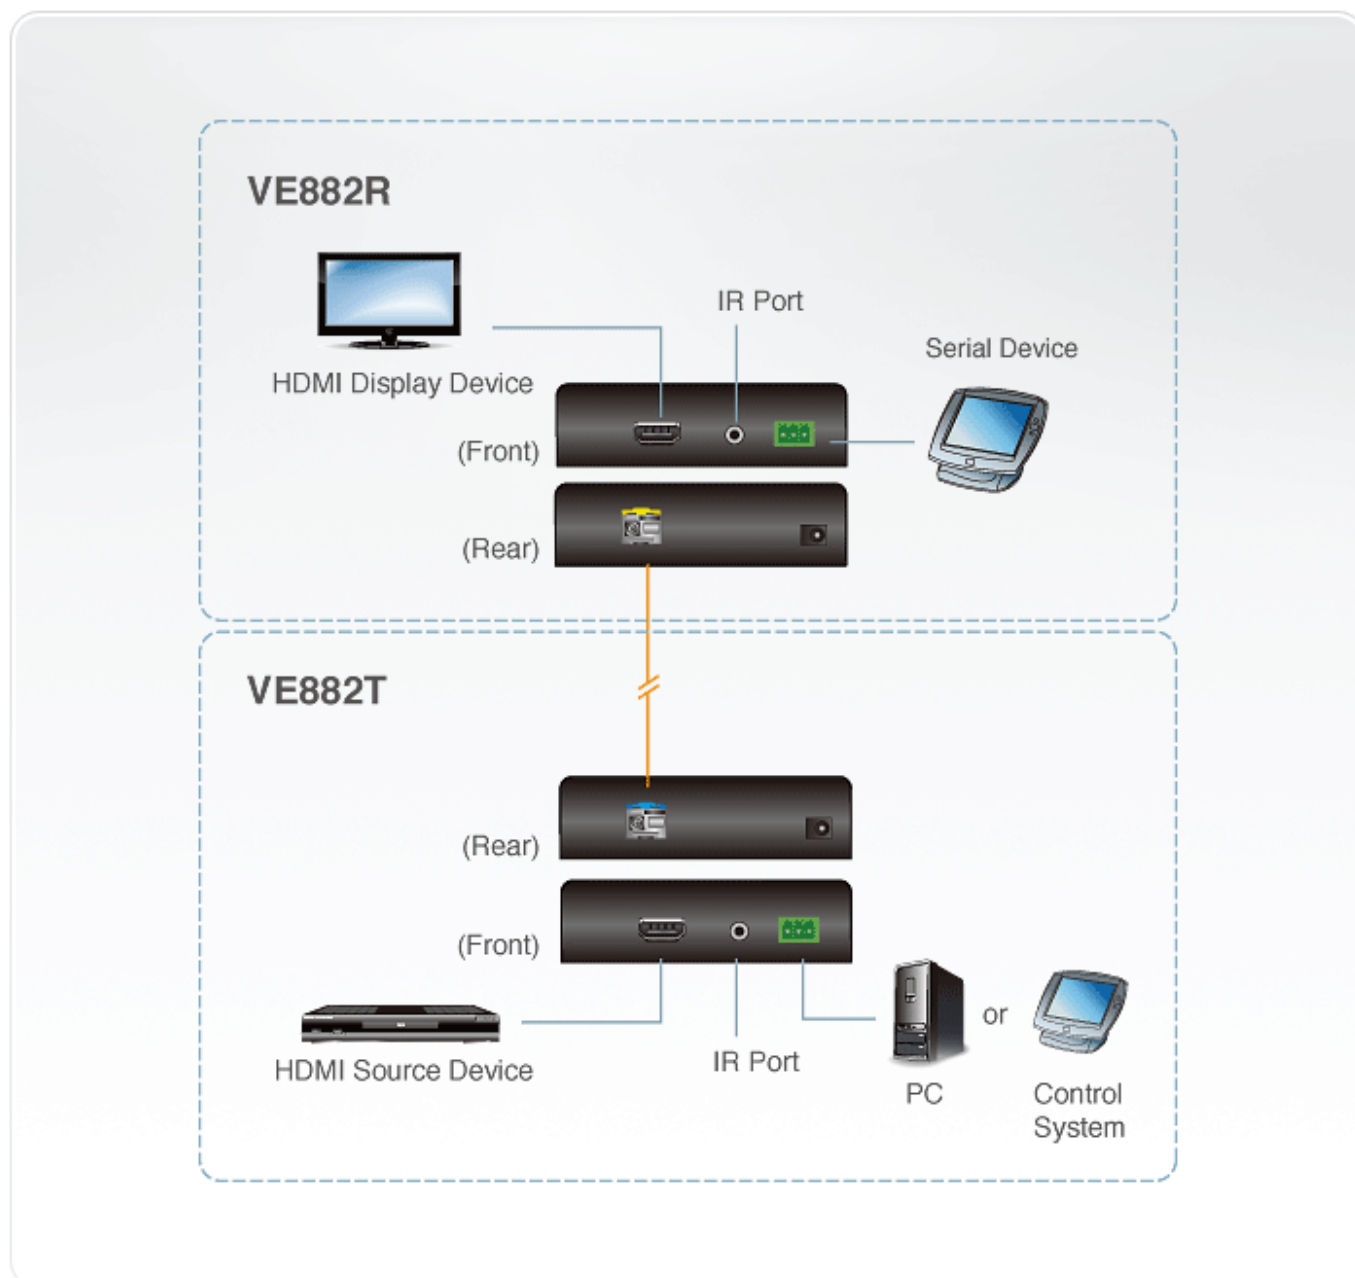 VE882R
IR Port
Serial Device
HDMI Display Device
(Front)
(Rear)
VE882T
(Rear)
(Front)
HDMI Source Device
IR Port
PC
or
Control
System